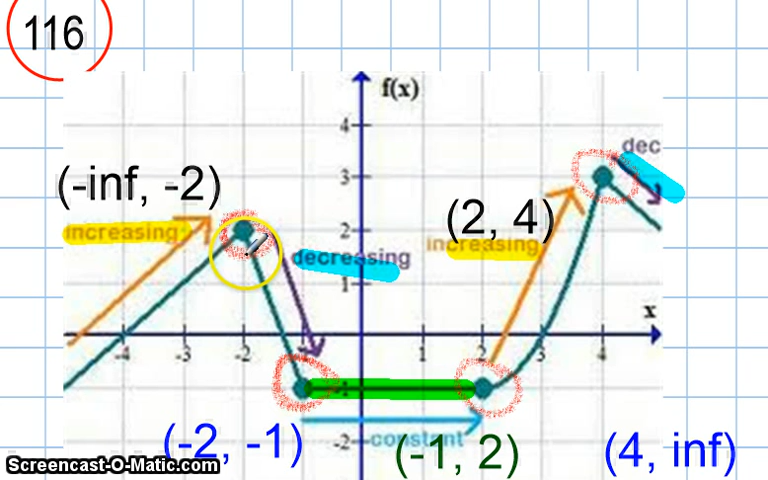 116
f(x)
4
dec
(-inf, -2)
3
(2, 4)
2
increasing
increasing
decreasing
1
x
-4 -3 -2 1 2 3 4
-1
(-2, -1)
-2
constant
(-1, 2)
(4, inf)
Screencast-O-Matic.com